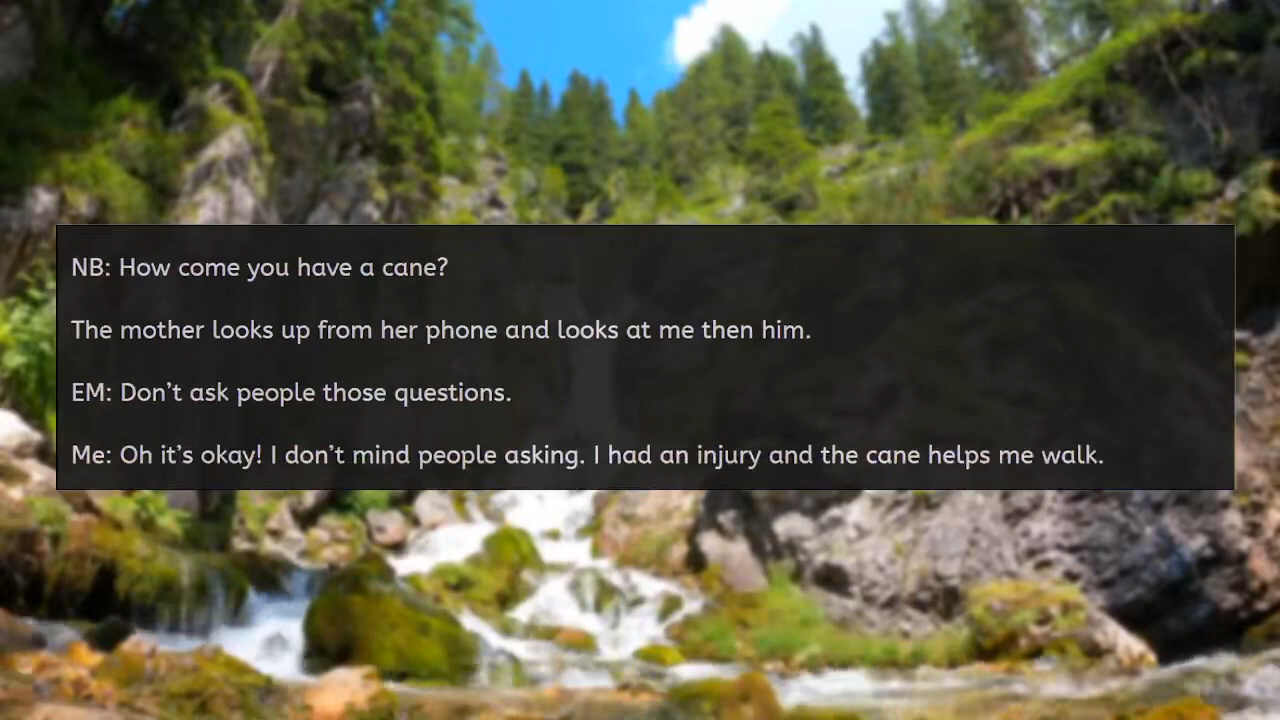 NB: How come you have a cane?
The mother looks up from her phone and looks at me then him.
EM: Don’t ask people those questions.
Me: Oh it’s okay! I don’t mind people asking. I had an injury and the cane helps me walk.